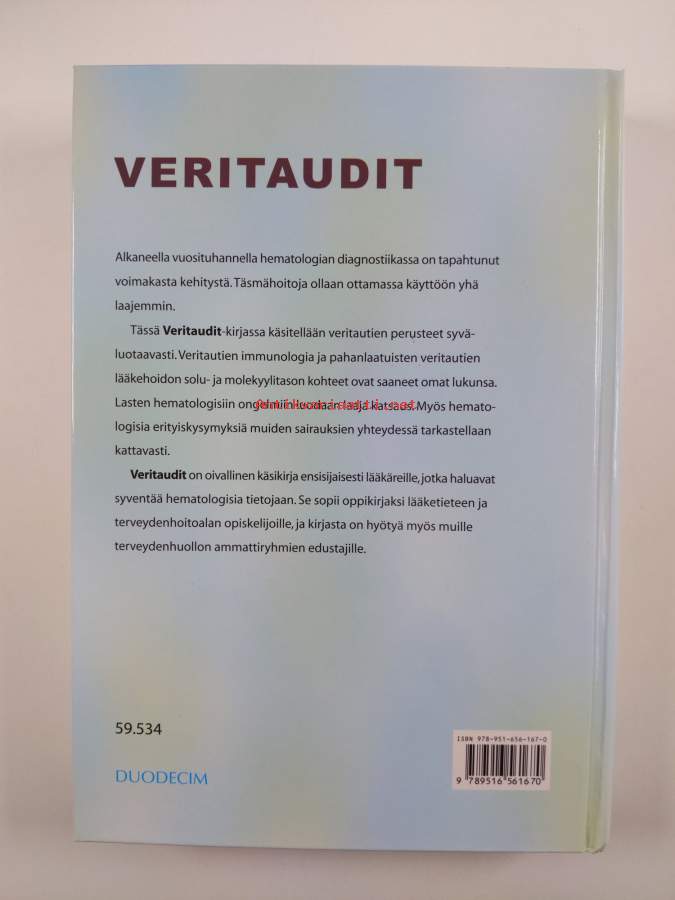 VERITAUDIT
Alkaneella vuosituhannella hematologian diagnostiikassa on tapahtunut
voimakasta kehitystä. Täsmähoitoja ollaan ottamassa käyttöön yhä
laajemmin.
Tässä Veritaudit-kirjassa käsitellään veritautien perusteet syvä-
luotaavasti. Veritautien immunologia ja pahanlaatuisten veritautien
lääkehoidon solu- ja molekyylitason kohteet ovat saaneet omat lukunsa.
Lasten hematologisiin ongelmiin luodaan laaja katsaus. Myös hemato-
logisia erityiskysymyksiä muiden sairauksien yhteydessä tarkastellaan
kattavasti.
Veritaudit on oivallinen käsikirja ensisijaisesti lääkäreille, jotka haluavat
syventää hematologisia tietojaan. Se sopii oppikirjaksi lääketieteen ja
terveydenhoitoalan opiskelijoille, ja kirjasta on hyötyä myös muille
terveydenhuollon ammattiryhmien edustajille.
59.534
DUODECIM
ISBN 978-951-656-167-0
9 789516 561670